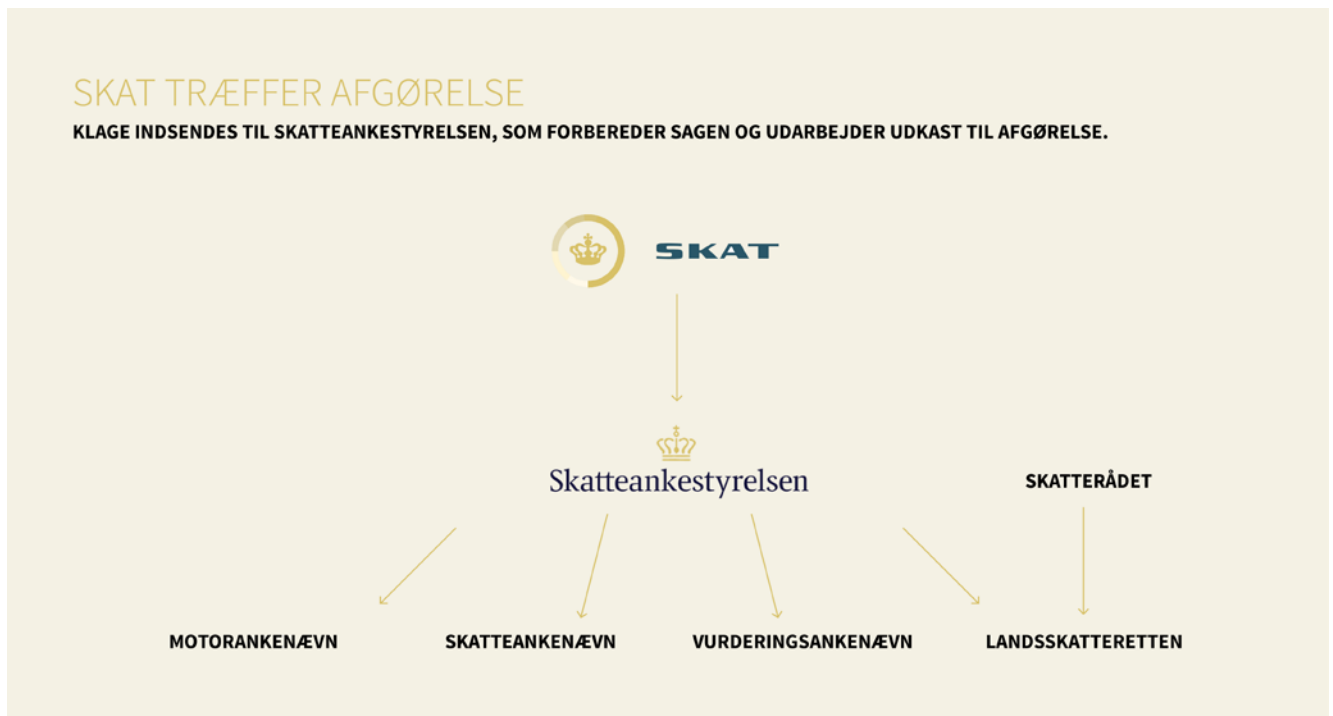 SKAT TRÆFFER AFGØRELSE
KLAGE INDSENDES TIL SKATTEANKESTYRELSEN, SOM FORBEREDER SAGEN OG UDARBEJDER UDKAST TIL AFGØRELSE.
SKAT
Skatteankestyrelsen
SKATTERÅDET
MOTORANKENÆVN
SKATTEANKENÆVN
VURDERINGSANKENÆVN
LANDSSKATTERETTEN